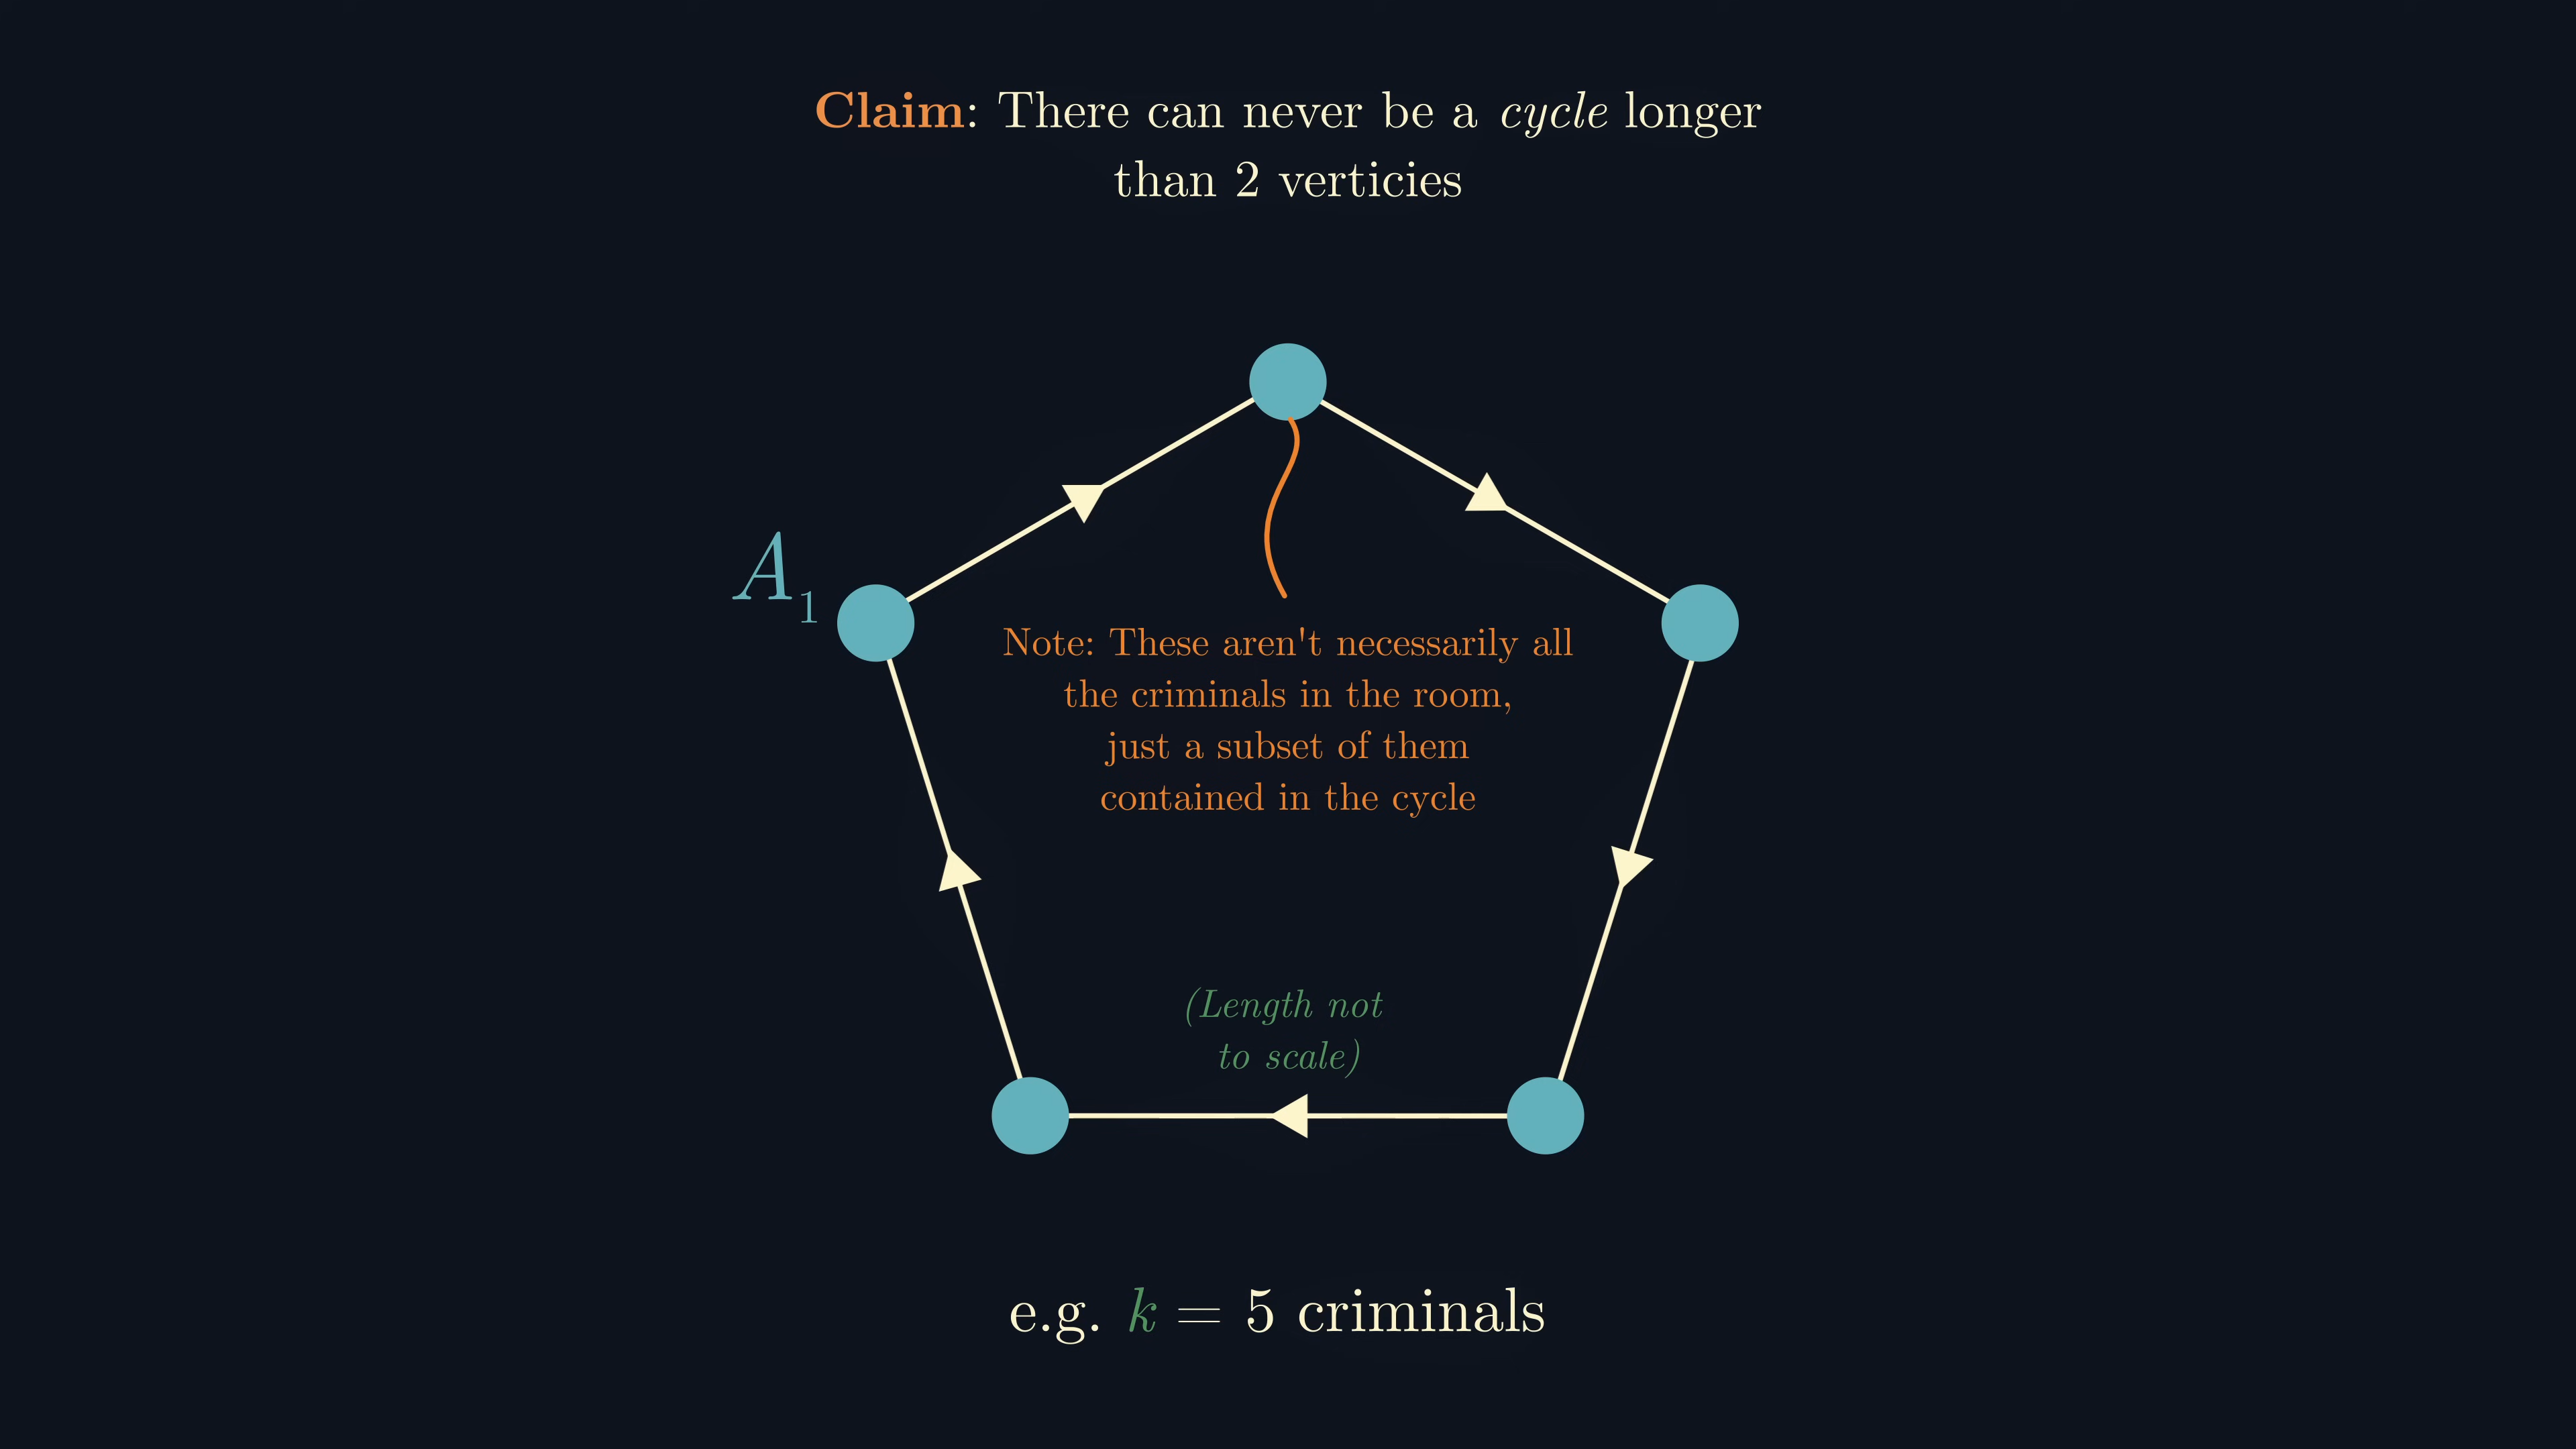 Claim: There can never be a cycle longer
than 2 verticies
A₁
Note: These aren't necessarily all
the criminals in the room,
just a subset of them
contained in the cycle
(Length not
to scale)
e.g. k = 5 criminals